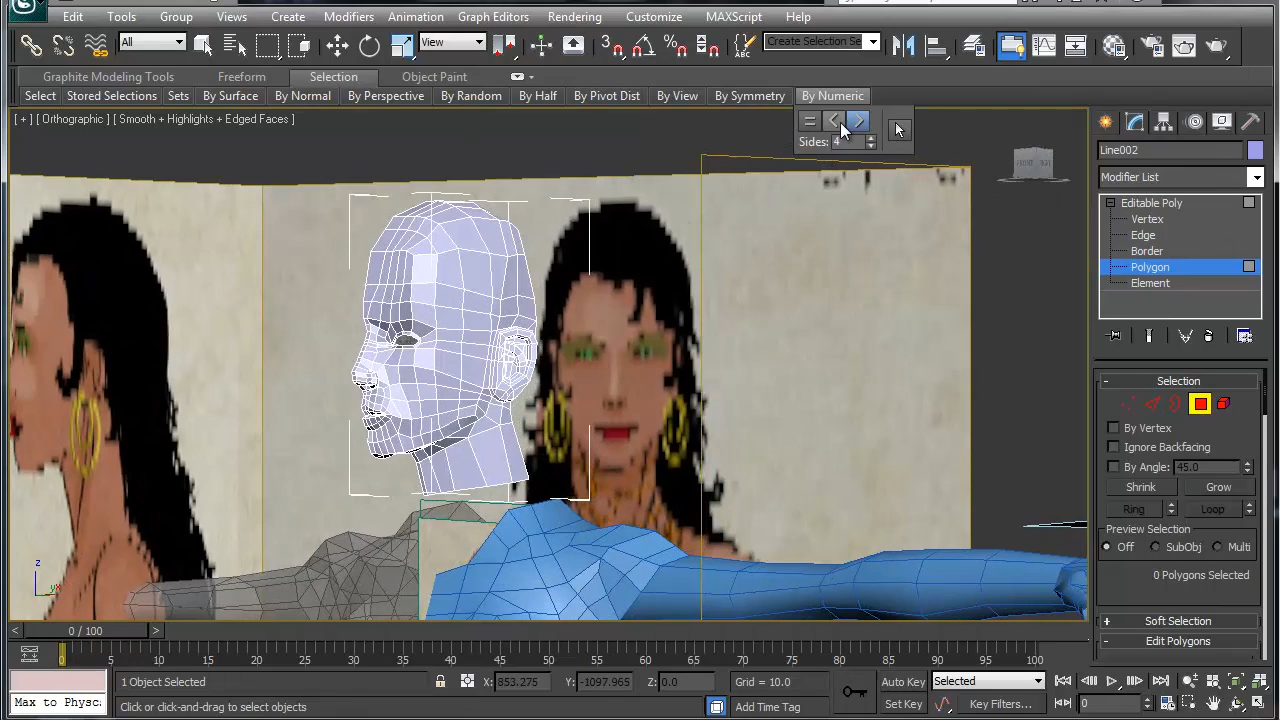 Edit Tools Group Views Create Modifiers Animation Graph Editors Rendering Customize MAXScript Help
All View Create Selection Se
Graphite Modeling Tools Freeform Selection Object Paint
Select Stored Selections Sets By Surface By Normal By Perspective By Random By Half By Pivot Dist By View By Symmetry By Numeric
[ + ] [ Orthographic ] [ Smooth + Highlights + Edged Faces ]
= < >
Sides: 4
FRONT
Line002
Modifier List
Editable Poly
Vertex
Edge
Border
Polygon
Element
- Selection
By Vertex
Ignore Backfacing
By Angle: 45.0
Shrink Grow
Ring Loop
Preview Selection
Off SubObj Multi
0 Polygons Selected
+ Soft Selection
- Edit Polygons
z
< 0 / 100 >
0 5 10 15 20 25 30 35 40 45 50 55 60 65 70 75 80 85 90 95 100
1 Object Selected X: 853.275 Y: -1097.965 Z: 0.0 Grid = 10.0 Auto Key Selected
Max to Physca Click or click-and-drag to select objects Add Time Tag Set Key Key Filters... 0